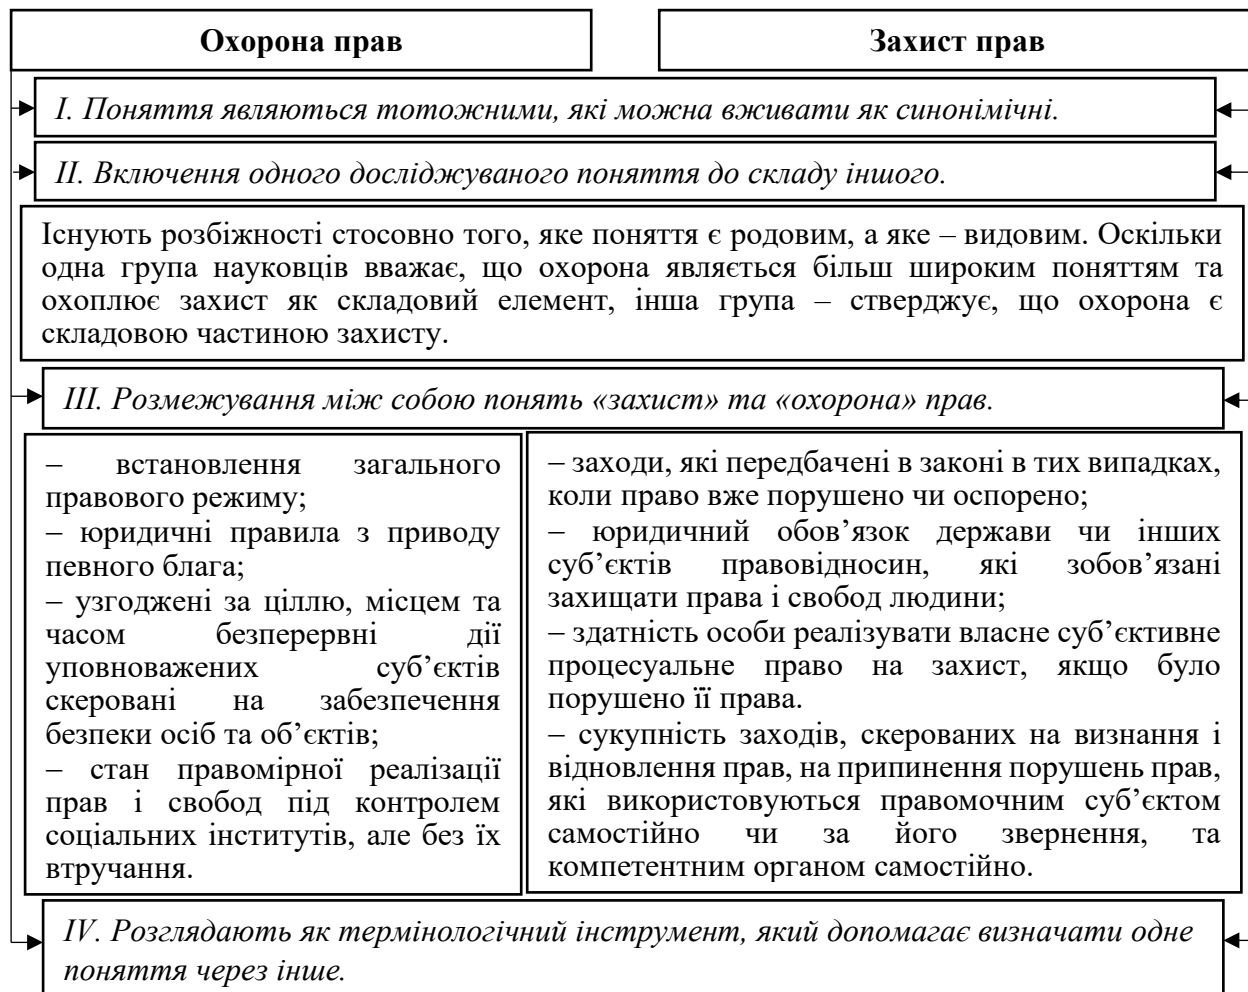 Охорона прав
Захист прав
І. Поняття являються тотожними, які можна вживати як синонімічні.
ІІ. Включення одного досліджуваного поняття до складу іншого.
Існують розбіжності стосовно того, яке поняття є родовим, а яке – видовим. Оскільки
одна група науковців вважає, що охорона являється більш широким поняттям та
охоплює захист як складовий елемент, інша група – стверджує, що охорона є
складовою частиною захисту.
ІІІ. Розмежування між собою понять «захист» та «охорона» прав.
– встановлення загального
правового режиму;
– юридичні правила з приводу
певного блага;
– узгоджені за ціллю, місцем та
часом безперервні дії
уповноважених суб’єктів
скеровані на забезпечення
безпеки осіб та об’єктів;
– стан правомірної реалізації
прав і свобод під контролем
соціальних інститутів, але без їх
втручання.
– заходи, які передбачені в законі в тих випадках,
коли право вже порушено чи оспорено;
– юридичний обов’язок держави чи інших
суб’єктів правовідносин, які зобов’язані
захищати права і свобод людини;
– здатність особи реалізувати власне суб’єктивне
процесуальне право на захист, якщо було
порушено її права.
– сукупність заходів, скерованих на визнання і
відновлення прав, на припинення порушень прав,
які використовуються правомочним суб’єктом
самостійно чи за його звернення, та
компетентним органом самостійно.
IV. Розглядають як термінологічний інструмент, який допомагає визначати одне
поняття через інше.